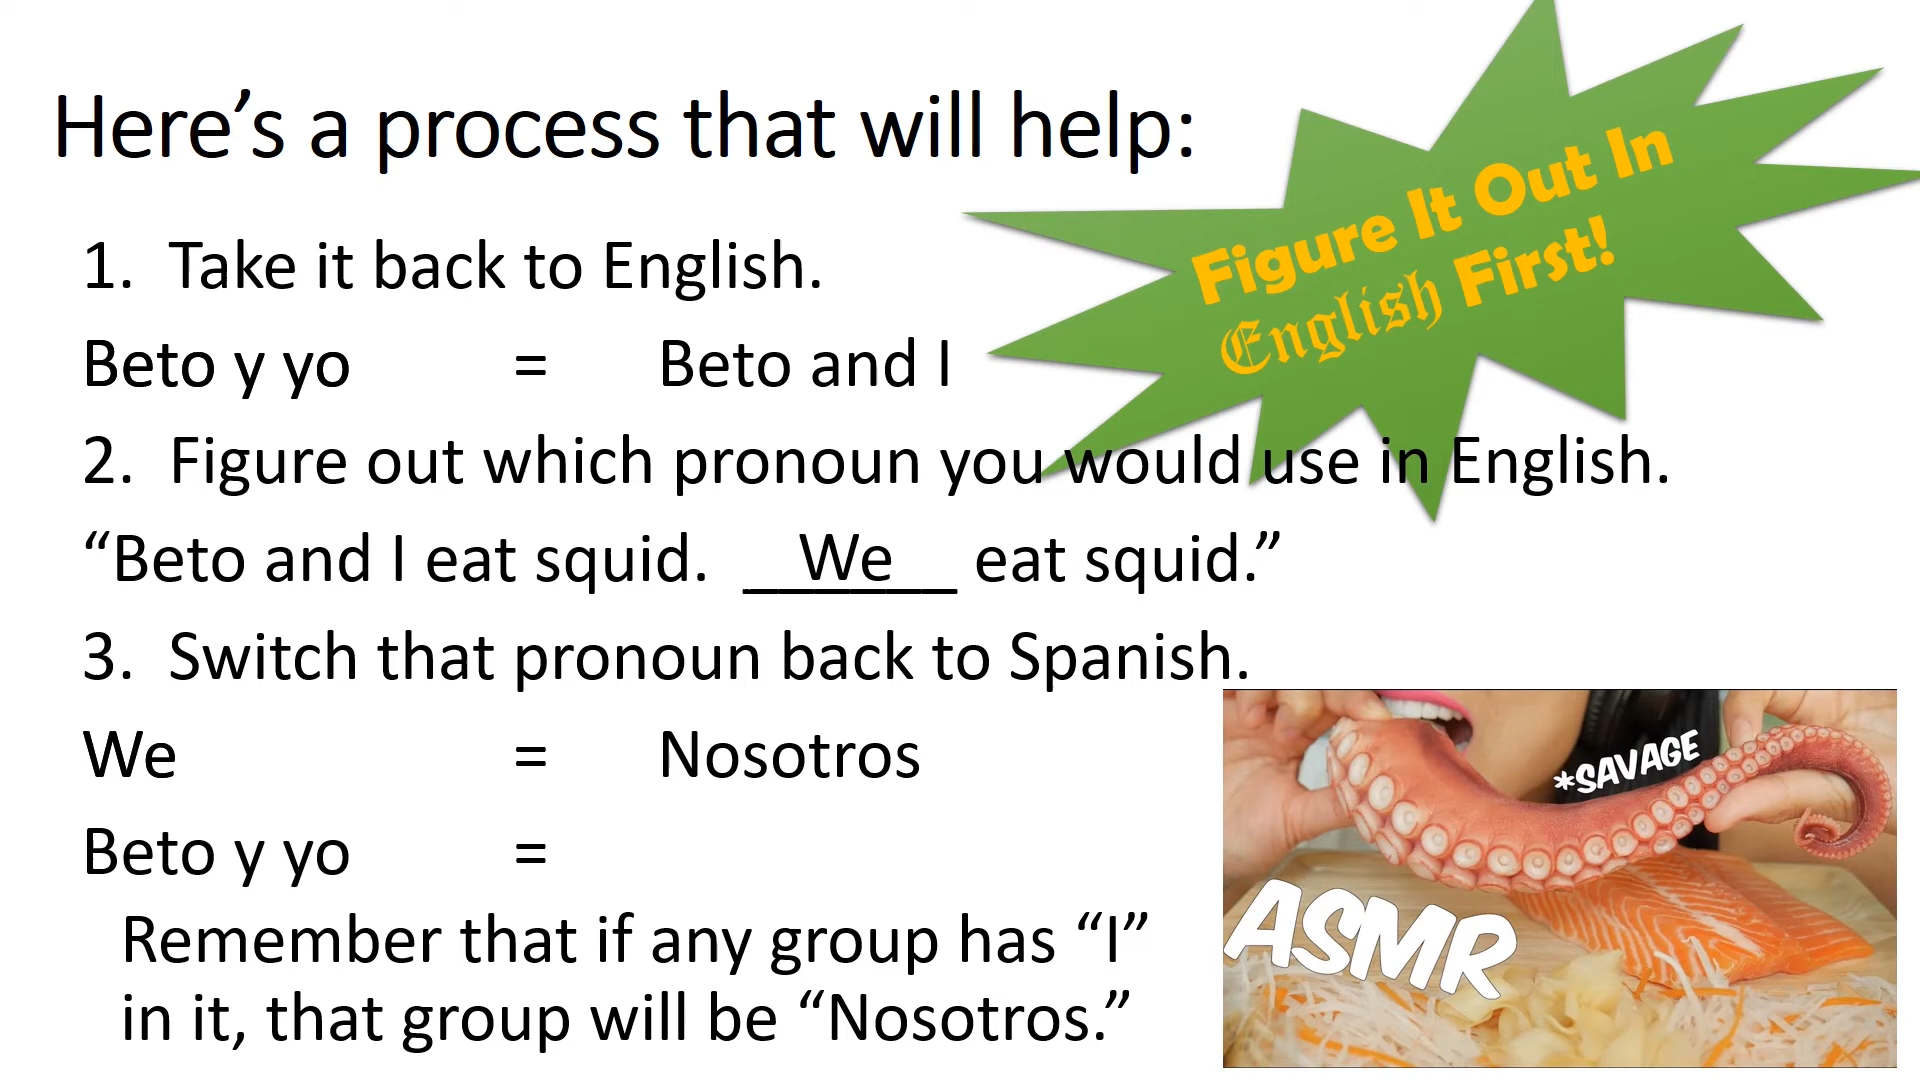 Here’s a process that will help:
Figure It Out In
English First!
1. Take it back to English.
Beto y yo = Beto and I
2. Figure out which pronoun you would use in English.
“Beto and I eat squid. ___We___ eat squid.”
3. Switch that pronoun back to Spanish.
We = Nosotros
Beto y yo =
Remember that if any group has “I”
in it, that group will be “Nosotros.”
*SAVAGE
ASMR